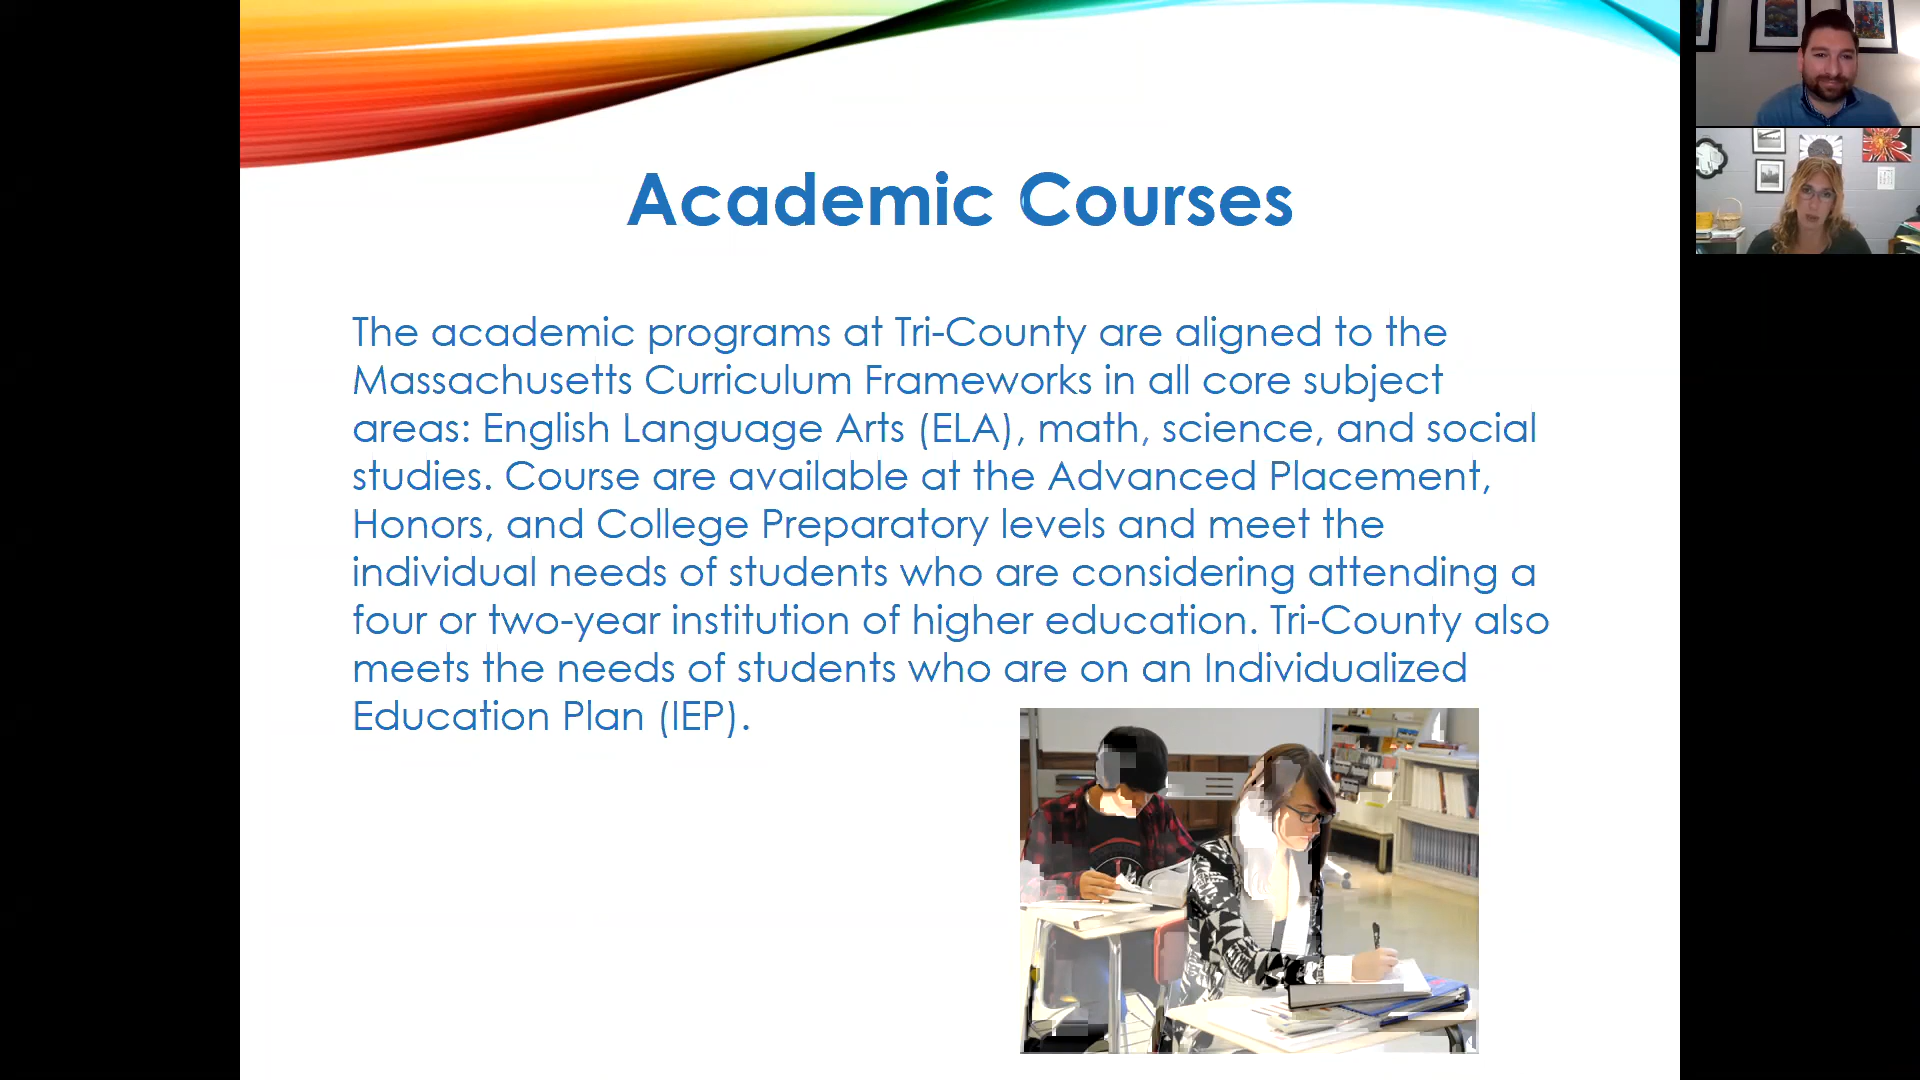 Academic Courses
The academic programs at Tri-County are aligned to the
Massachusetts Curriculum Frameworks in all core subject
areas: English Language Arts (ELA), math, science, and social
studies. Course are available at the Advanced Placement,
Honors, and College Preparatory levels and meet the
individual needs of students who are considering attending a
four or two-year institution of higher education. Tri-County also
meets the needs of students who are on an Individualized
Education Plan (IEP).